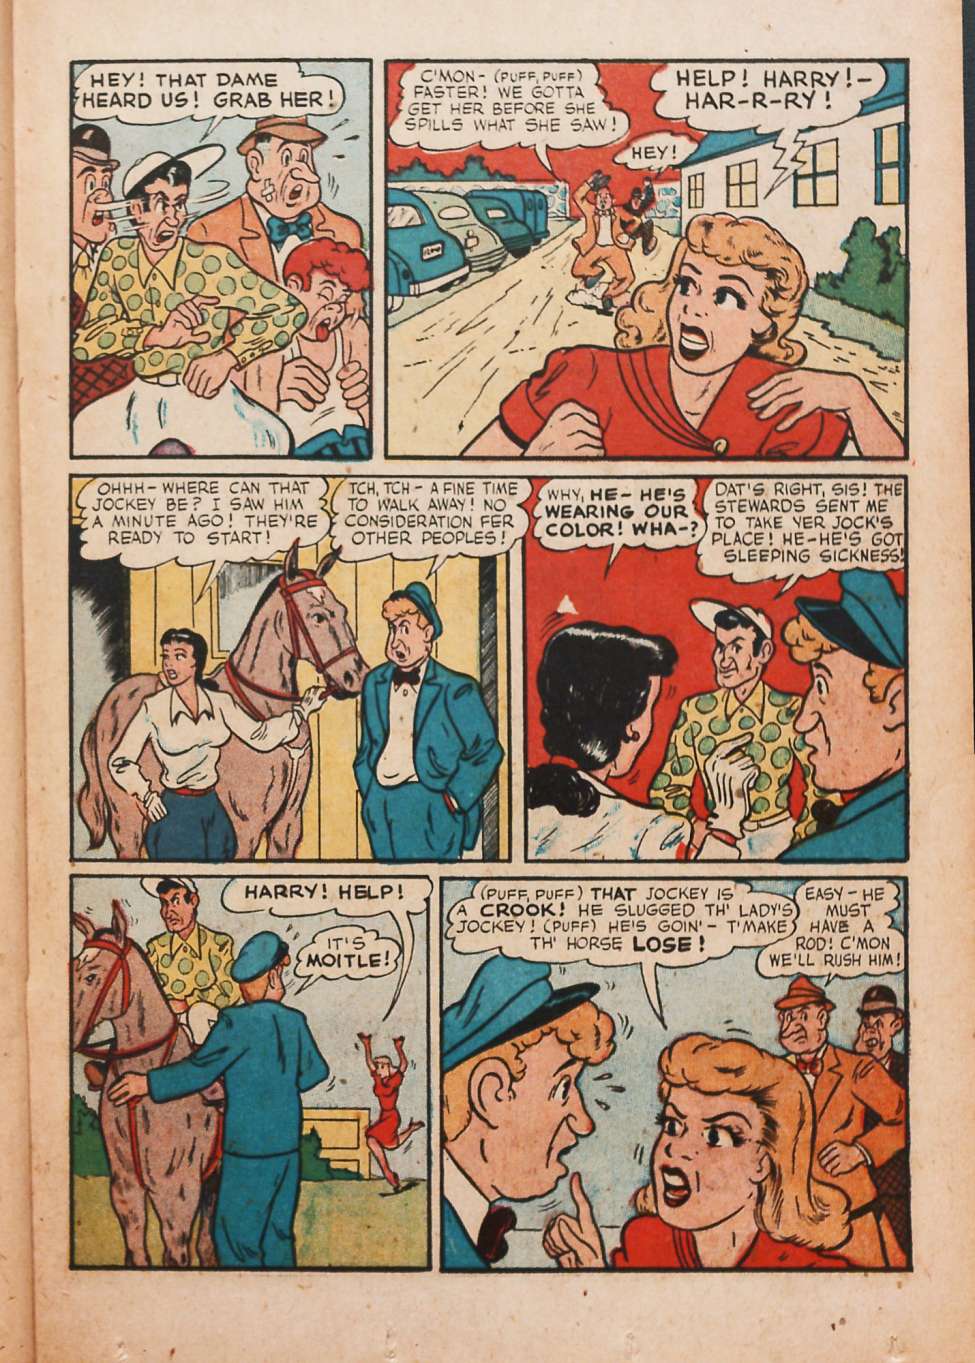 HEY! THAT DAME
HEARD US! GRAB HER!
C'MON- (PUFF, PUFF)
FASTER! WE GOTTA
GET HER BEFORE SHE
SPILLS WHAT SHE SAW!
HEY!
HELP! HARRY!-
HAR-R-RY!
OHHH-WHERE CAN THAT
JOCKEY BE? I SAW HIM
A MINUTE AGO! THEY'RE
READY TO START!
TCH, TCH- A FINE TIME
TO WALK AWAY! NO
CONSIDERATION FER
OTHER PEOPLES!
WHY, HE-HE'S
WEARING OUR
COLOR! WHA-?
DAT'S RIGHT, SIS! THE
STEWARDS SENT ME
TO TAKE YER JOCK'S
PLACE! HE-HE'S GOT
SLEEPING SICKNESS!
HARRY! HELP!
IT'S
MOITLE!
(PUFF, PUFF) THAT JOCKEY IS
A CROOK! HE SLUGGED TH' LADY'S
JOCKEY! (PUFF) HE'S GOIN'- T'MAKE
TH' HORSE LOSE!
EASY-HE
MUST
HAVE A
ROD! C'MON
WE'LL RUSH HIM!